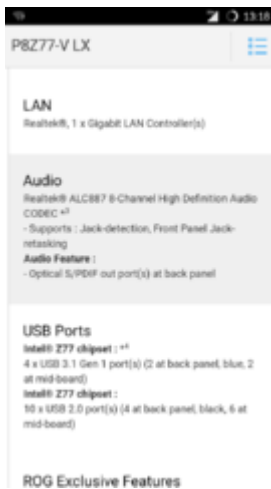 13:18
P8Z77-V LX
LAN
Realtek®, 1 x Gigabit LAN Controller(s)
Audio
Realtek® ALC887 8-Channel High Definition Audio
CODEC *3
- Supports : Jack-detection, Front Panel Jack-
retasking
Audio Feature :
- Optical S/PDIF out port(s) at back panel
USB Ports
Intel® Z77 chipset : *4
4 x USB 3.1 Gen 1 port(s) (2 at back panel, blue, 2
at mid-board)
Intel® Z77 chipset :
10 x USB 2.0 port(s) (4 at back panel, black, 6 at
mid-board)
ROG Exclusive Features